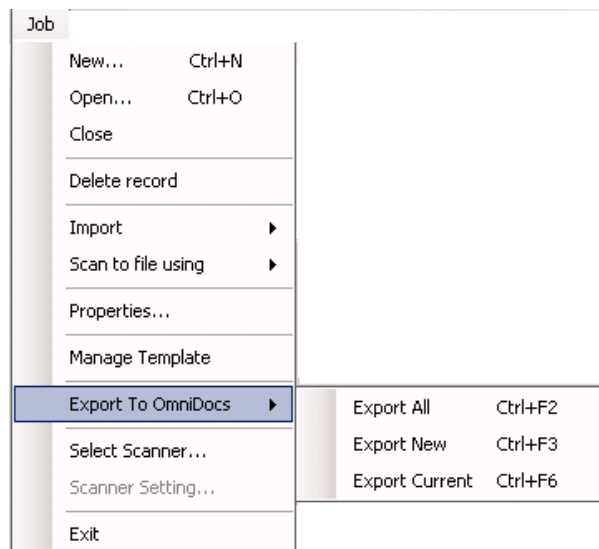 Job
New... Ctrl+N
Open... Ctrl+O
Close
Delete record
Import
Scan to file using
Properties...
Manage Template
Export To OmniDocs
Export All Ctrl+F2
Export New Ctrl+F3
Export Current Ctrl+F6
Select Scanner...
Scanner Setting...
Exit